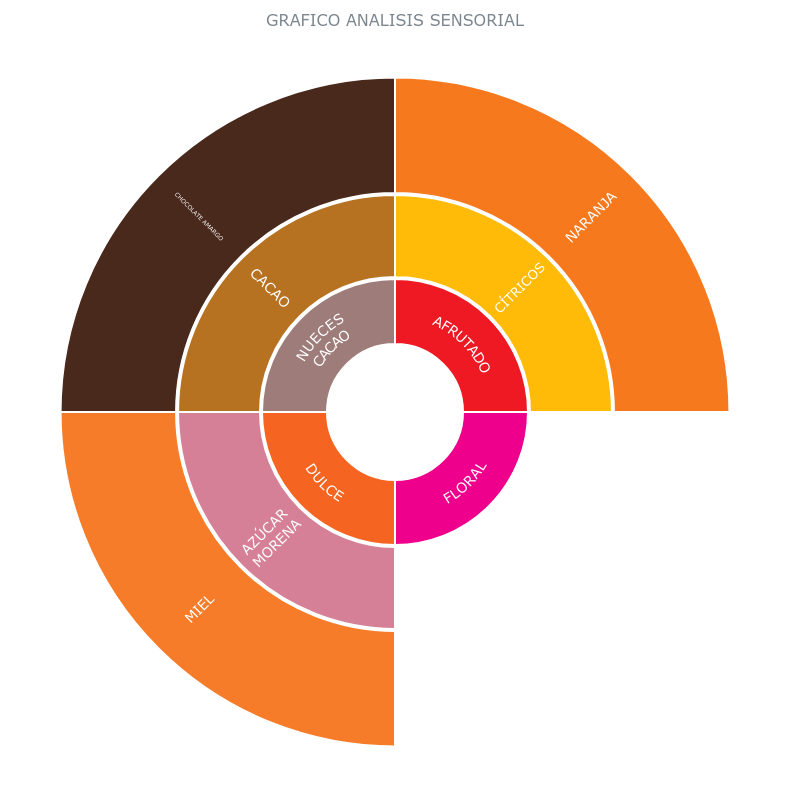 GRAFICO ANALISIS SENSORIAL
CHOCOLATE AMARGO
NARANJA
CACAO
CÍTRICOS
NUECES
CACAO
AFRUTADO
DULCE
FLORAL
AZÚCAR
MORENA
MIEL